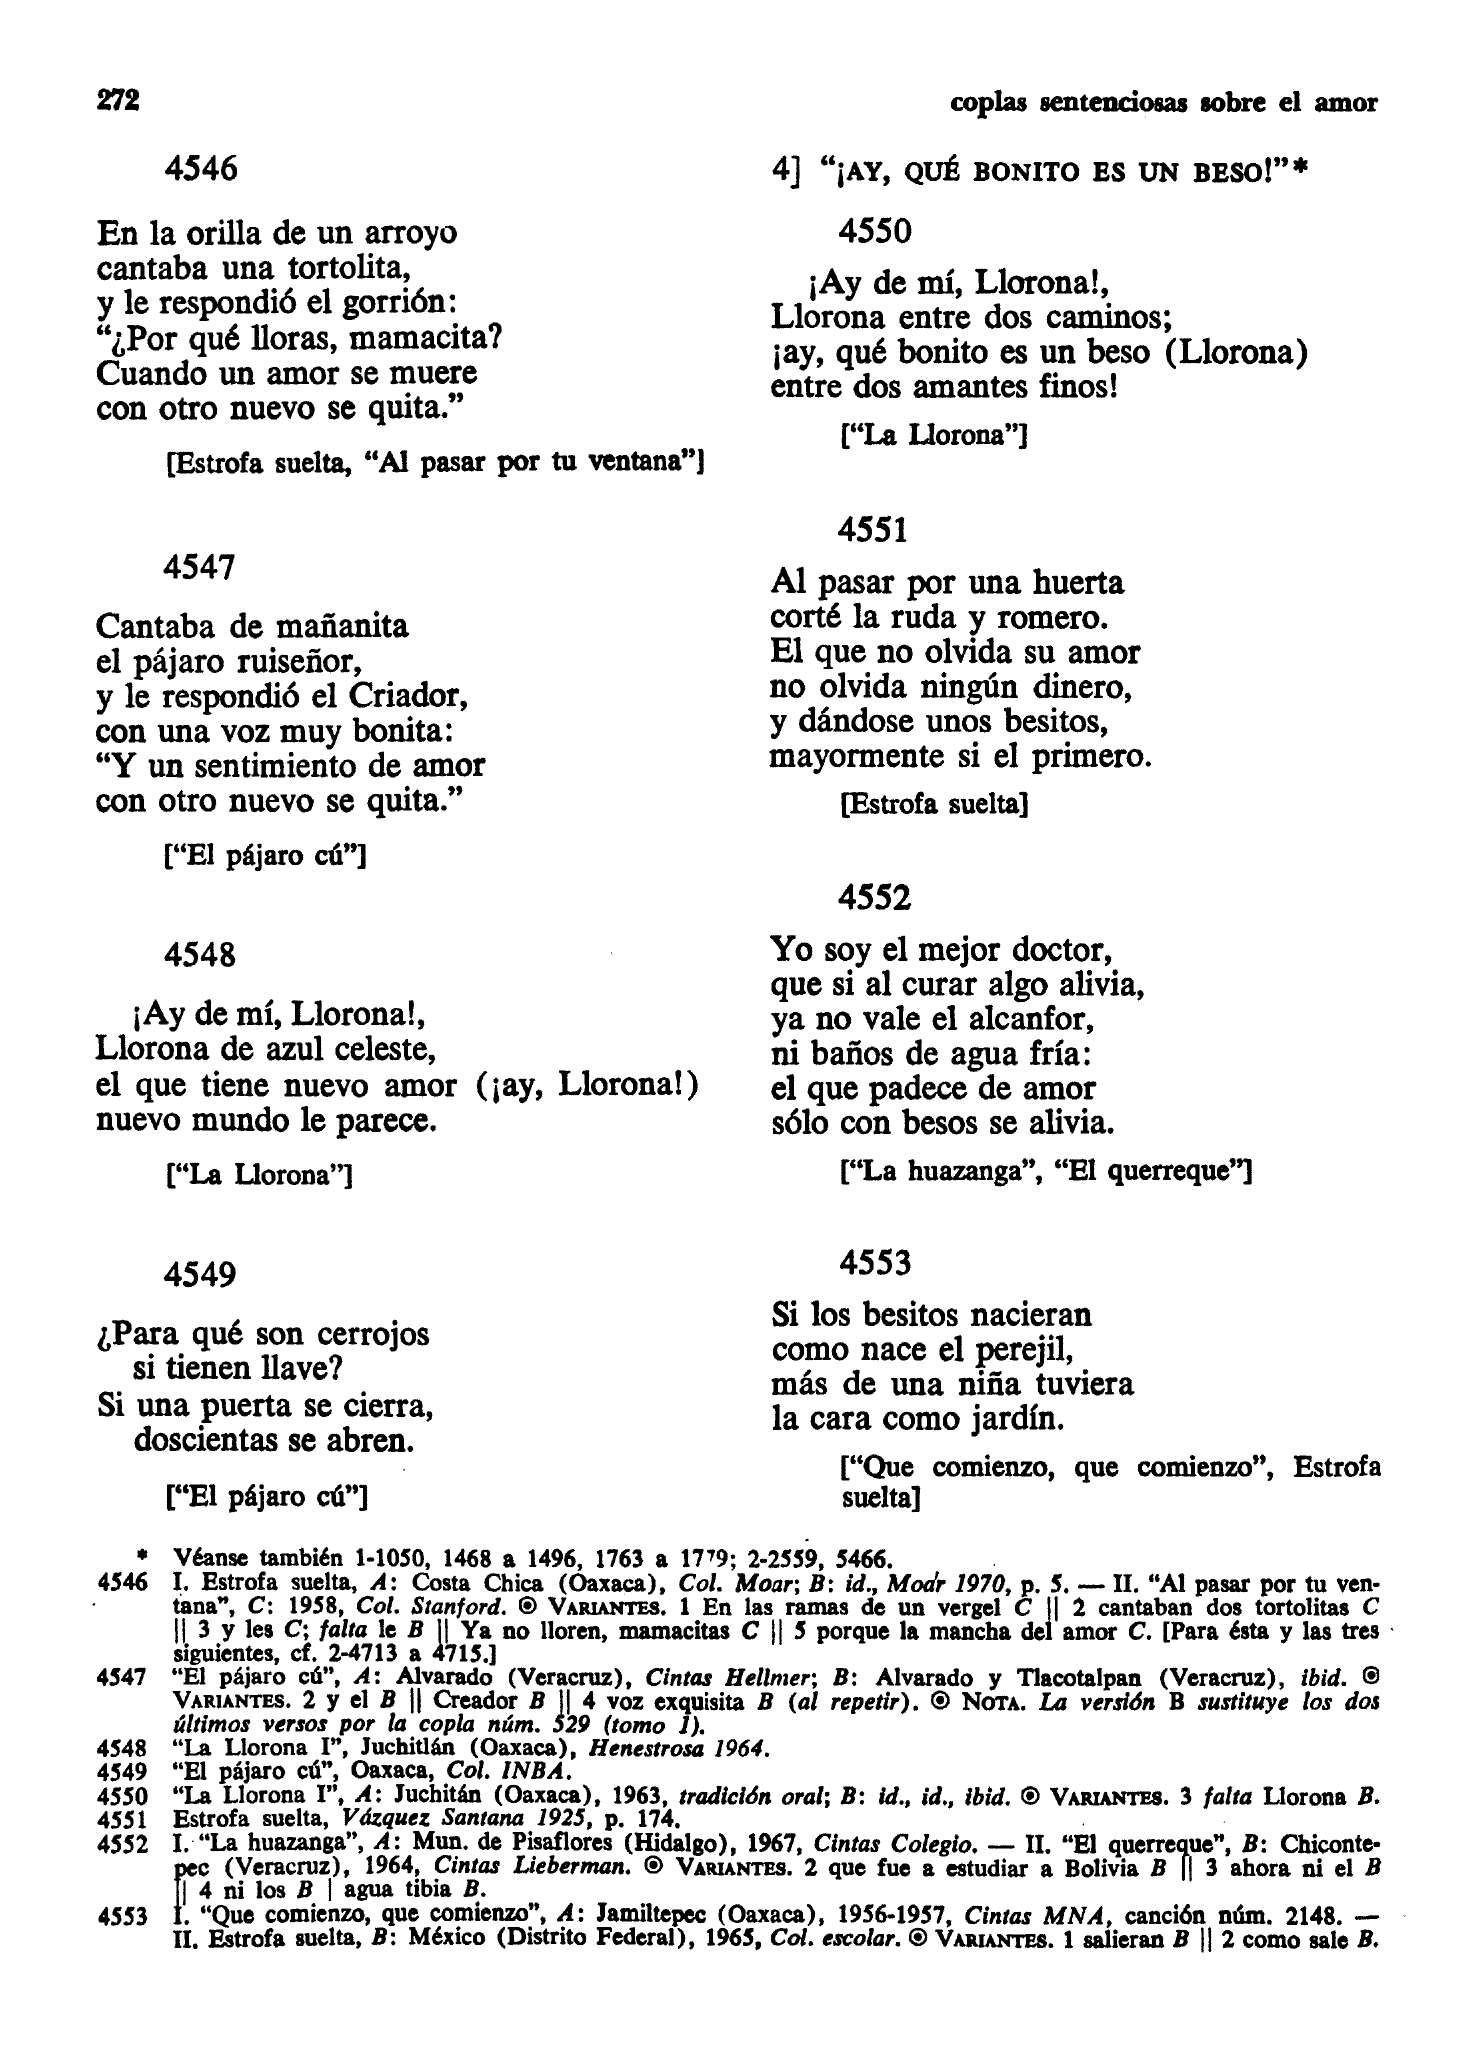 272
coplas sentenciosas sobre el amor
4546
En la orilla de un arroyo
cantaba una tortolita,
y le respondió el gorrión:
“¿Por qué lloras, mamacita?
Cuando un amor se muere
con otro nuevo se quita.”
[Estrofa suelta, “Al pasar por tu ventana”]
4547
Cantaba de mañanita
el pájaro ruiseñor,
y le respondió el Criador,
con una voz muy bonita:
“Y un sentimiento de amor
con otro nuevo se quita.”
[“El pájaro cú”]
4548
¡Ay de mí, Llorona!,
Llorona de azul celeste,
el que tiene nuevo amor (¡ay, Llorona!)
nuevo mundo le parece.
[“La Llorona”]
4549
¿Para qué son cerrojos
si tienen llave?
Si una puerta se cierra,
doscientas se abren.
[“El pájaro cú”]
4] “¡AY, QUÉ BONITO ES UN BESO!”*
4550
¡Ay de mí, Llorona!,
Llorona entre dos caminos;
¡ay, qué bonito es un beso (Llorona)
entre dos amantes finos!
[“La Llorona”]
4551
Al pasar por una huerta
corté la ruda y romero.
El que no olvida su amor
no olvida ningún dinero,
y dándose unos besitos,
mayormente si el primero.
[Estrofa suelta]
4552
Yo soy el mejor doctor,
que si al curar algo alivia,
ya no vale el alcanfor,
ni baños de agua fría:
el que padece de amor
sólo con besos se alivia.
[“La huazanga”, “El querreque”]
4553
Si los besitos nacieran
como nace el perejil,
más de una niña tuviera
la cara como jardín.
[“Que comienzo, que comienzo”, Estrofa
suelta]
* Véanse también 1-1050, 1468 a 1496, 1763 a 1779; 2-2559, 5466.
4546 I. Estrofa suelta, A: Costa Chica (Oaxaca), Col. Moar; B: id., Moar 1970, p. 5. — II. “Al pasar por tu ven-
tana”, C: 1958, Col. Stanford. ⊙ VARIANTES. 1 En las ramas de un vergel C || 2 cantaban dos tortolitas C
|| 3 y les C; falta le B || Ya no lloren, mamacitas C || 5 porque la mancha del amor C. [Para ésta y las tres
siguientes, cf. 2-4713 a 4715.]
4547 “El pájaro cú”, A: Alvarado (Veracruz), Cintas Hellmer; B: Alvarado y Tlacotalpan (Veracruz), ibid. ⊙
VARIANTES. 2 y el B || Creador B || 4 voz exquisita B (al repetir). ⊙ NOTA. La versión B sustituye los dos
últimos versos por la copla núm. 529 (tomo 1).
4548 “La Llorona I”, Juchitlán (Oaxaca), Henestrosa 1964.
4549 “El pájaro cú”, Oaxaca, Col. INBA.
4550 “La Llorona I”, A: Juchitán (Oaxaca), 1963, tradición oral; B: id., id., ibid. ⊙ VARIANTES. 3 falta Llorona B.
4551 Estrofa suelta, Vázquez Santana 1925, p. 174.
4552 I. “La huazanga”, A: Mun. de Pisaflores (Hidalgo), 1967, Cintas Colegio. — II. “El querreque”, B: Chiconte-
pec (Veracruz), 1964, Cintas Lieberman. ⊙ VARIANTES. 2 que fue a estudiar a Bolivia B || 3 ahora ni el B
|| 4 ni los B | agua tibia B.
4553 I. “Que comienzo, que comienzo”, A: Jamiltepec (Oaxaca), 1956-1957, Cintas MNA, canción núm. 2148. —
II. Estrofa suelta, B: México (Distrito Federal), 1965, Col. escolar. ⊙ VARIANTES. 1 salieran B || 2 como sale B.